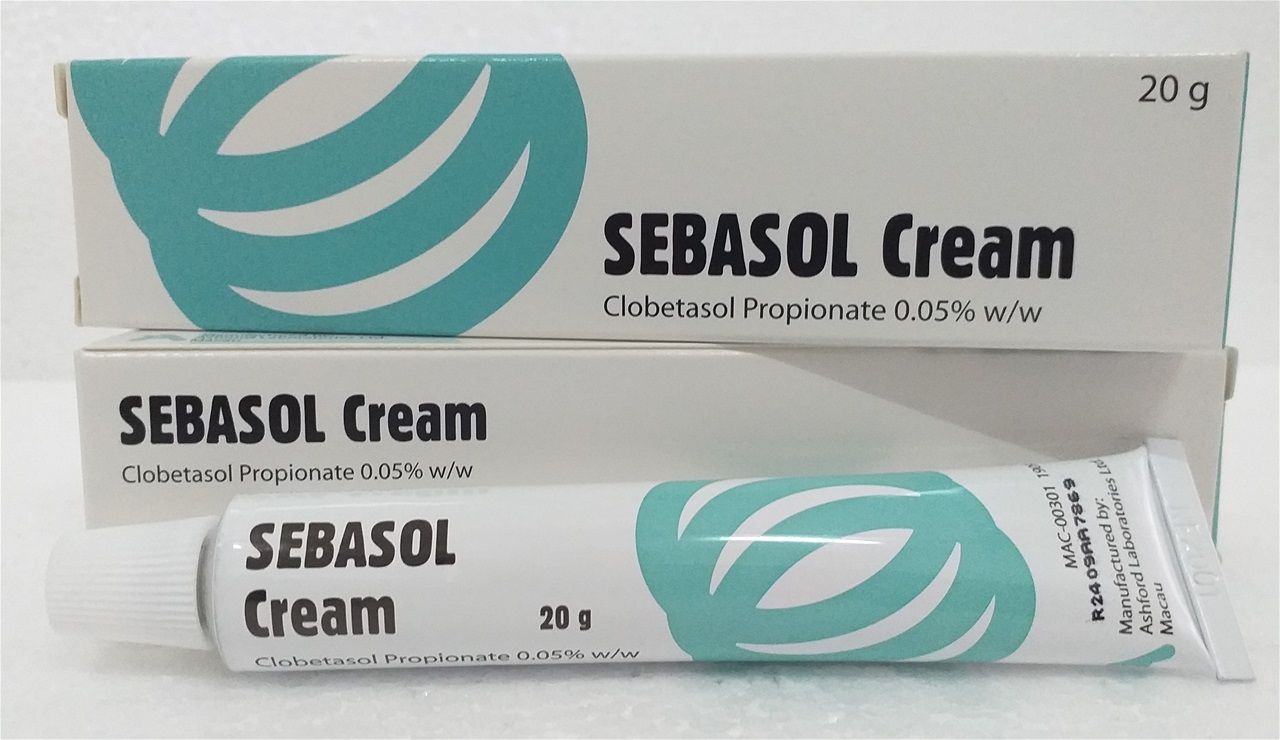 20 g
SEBASOL Cream
Clobetasol Propionate 0.05% w/w
SEBASOL Cream
Clobetasol Propionate 0.05% w/w
SEBASOL
Cream
20 g
Clobetasol Propionate 0.05% w/w
MAC-00301
R2409AA7869
Manufactured by:
Ashford Laboratories Ltd
Macau